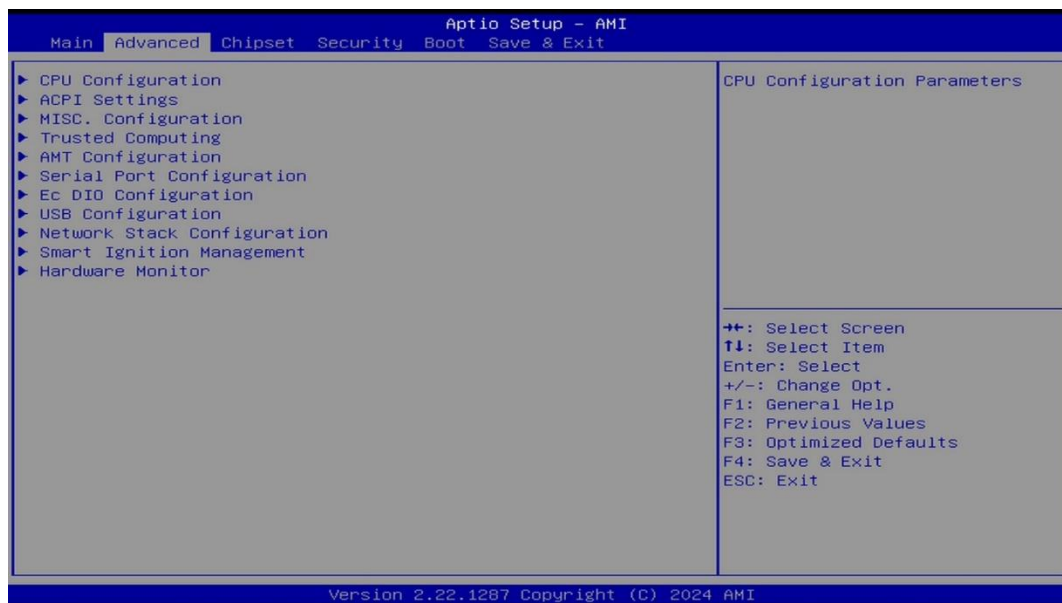 Aptio Setup – AMI
Main Advanced Chipset Security Boot Save & Exit
► CPU Configuration
► ACPI Settings
► MISC. Configuration
► Trusted Computing
► AMT Configuration
► Serial Port Configuration
► Ec DIO Configuration
► USB Configuration
► Network Stack Configuration
► Smart Ignition Management
► Hardware Monitor
CPU Configuration Parameters
→←: Select Screen
↑↓: Select Item
Enter: Select
+/-: Change Opt.
F1: General Help
F2: Previous Values
F3: Optimized Defaults
F4: Save & Exit
ESC: Exit
Version 2.22.1287 Copyright (C) 2024 AMI